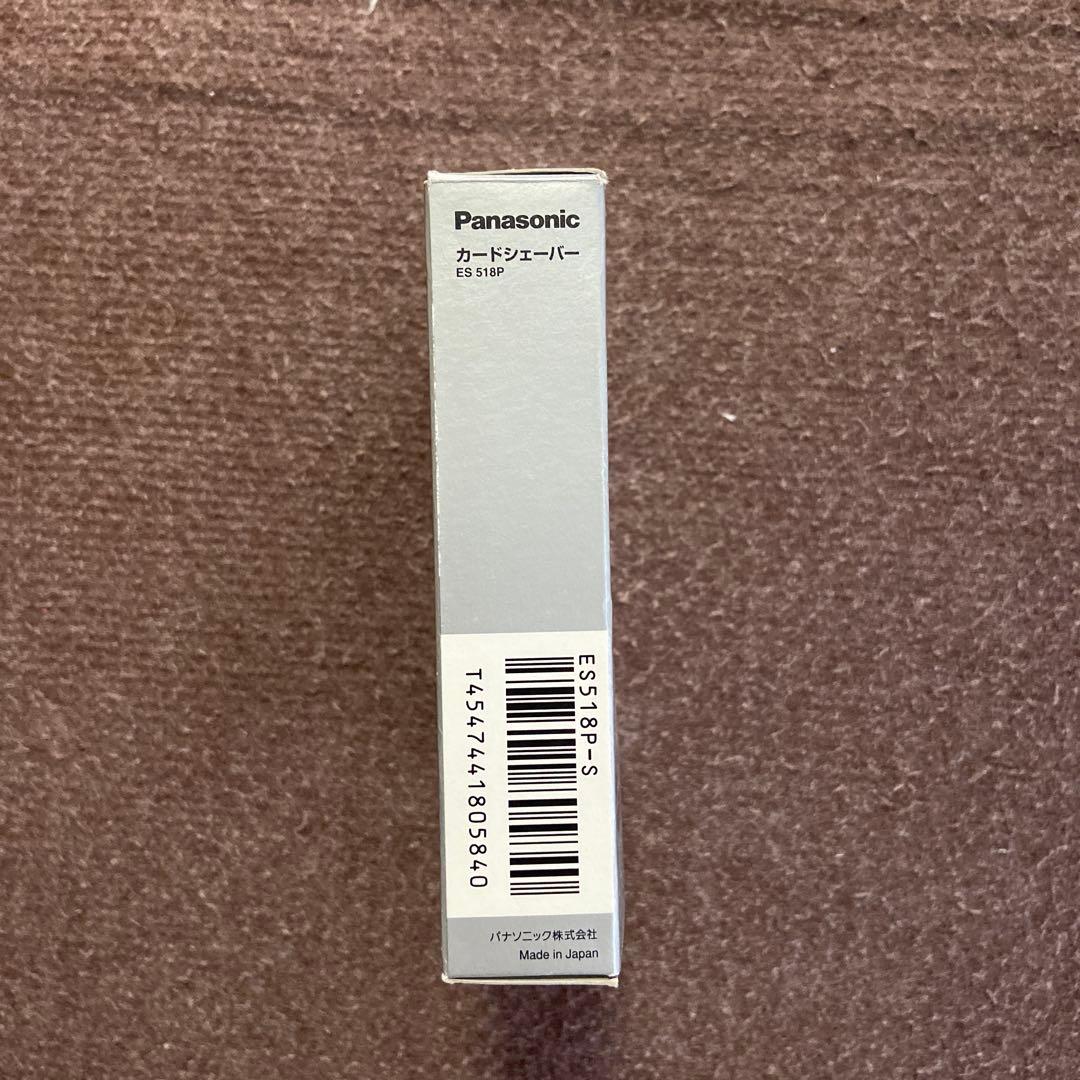 Panasonic
カードシェーバー
ES 518P
ES518P-S
T4547441805840
パナソニック株式会社
Made in Japan